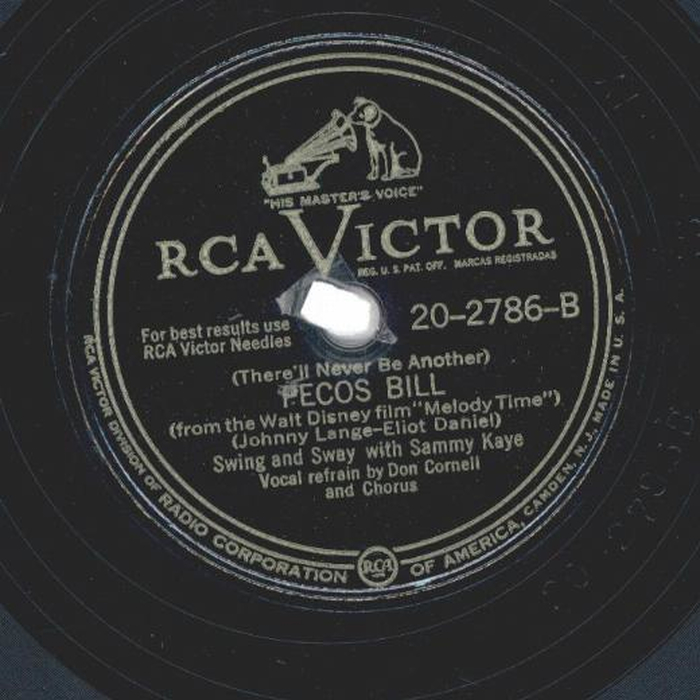 "HIS MASTER'S VOICE"
RCA VICTOR
REG. U. S. PAT. OFF. MARCAS REGISTRADAS
For best results use
RCA Victor Needles
20-2786-B
(There'll Never Be Another)
PECOS BILL
(from the Walt Disney film "Melody Time")
(Johnny Lange-Eliot Daniel)
Swing and Sway with Sammy Kaye
Vocal refrain by Don Cornell
and Chorus
RCA VICTOR DIVISION OF RADIO CORPORATION RCA OF AMERICA, CAMDEN, N. J. MADE IN U. S. A.